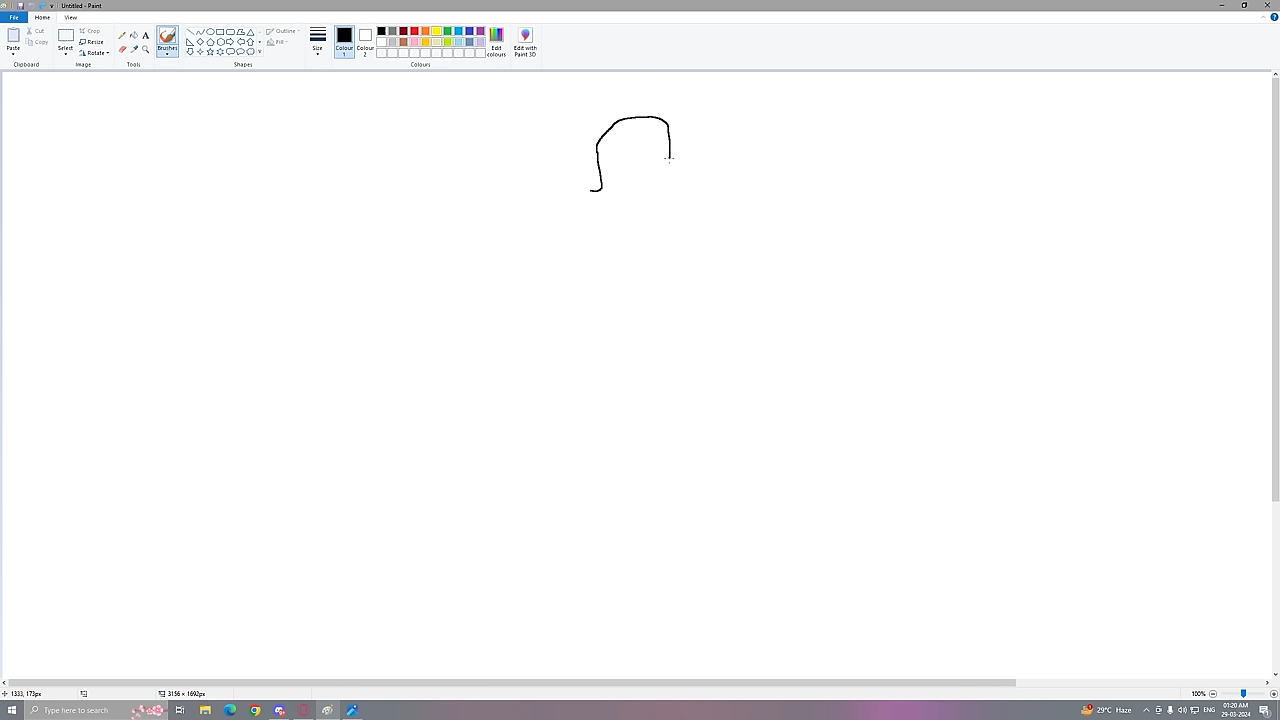 Untitled - Paint
File Home View
Paste
Cut
Copy
Clipboard
Select
Crop
Resize
Rotate
Image
Tools
Brushes
Shapes
Outline
Fill
Size
Colour 1
Colour 2
Colours
Edit colours
Edit with Paint 3D
1333, 173px
3156 × 1692px
100%
Type here to search
29°C Haze
ENG
01:20 AM
29-03-2024